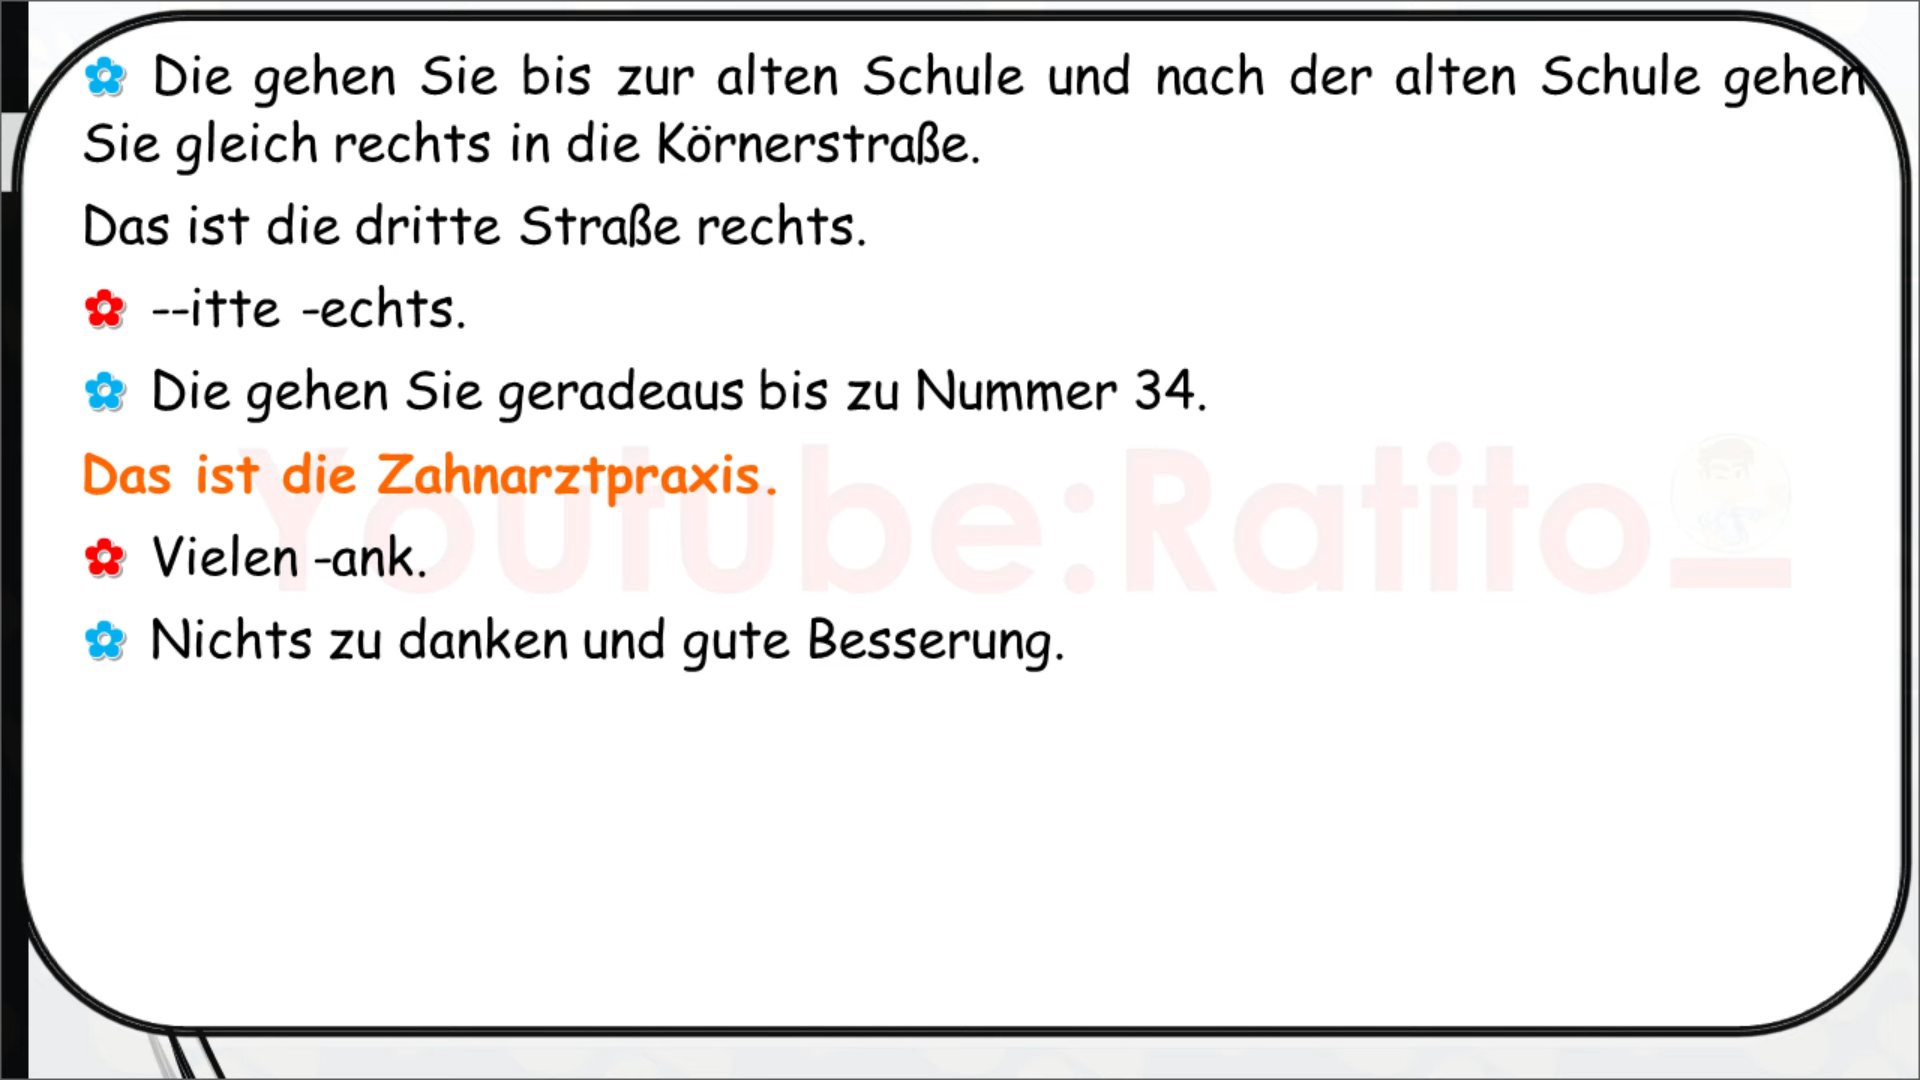 Die gehen Sie bis zur alten Schule und nach der alten Schule gehen
Sie gleich rechts in die Körnerstraße.
Das ist die dritte Straße rechts.
--itte -echts.
Die gehen Sie geradeaus bis zu Nummer 34.
Das ist die Zahnarztpraxis.
Youtube:Ratito
Vielen -ank.
Nichts zu danken und gute Besserung.